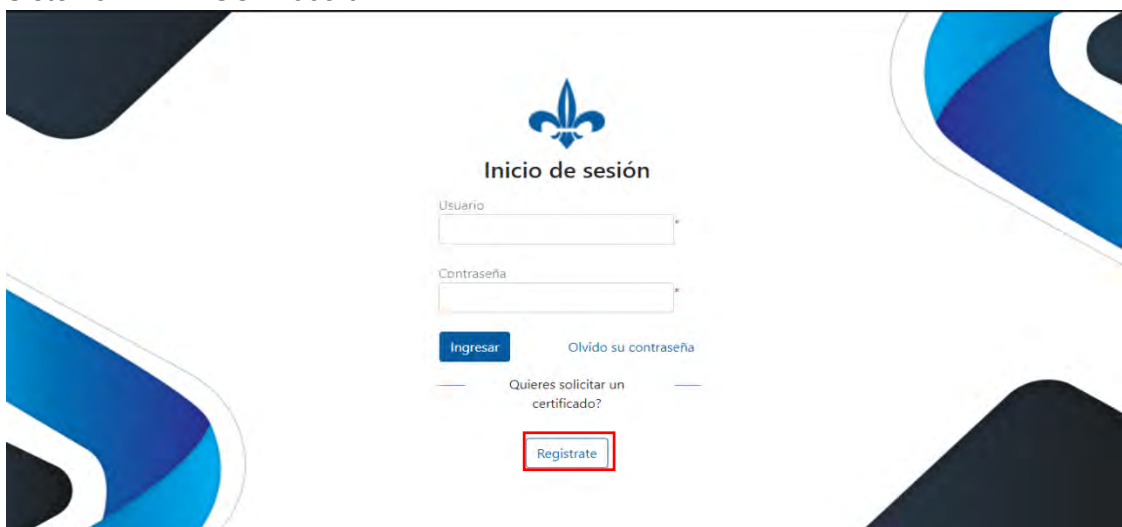 Inicio de sesión
Usuario
*
Contraseña
*
Ingresar
Olvido su contraseña
Quieres solicitar un
certificado?
Registrate